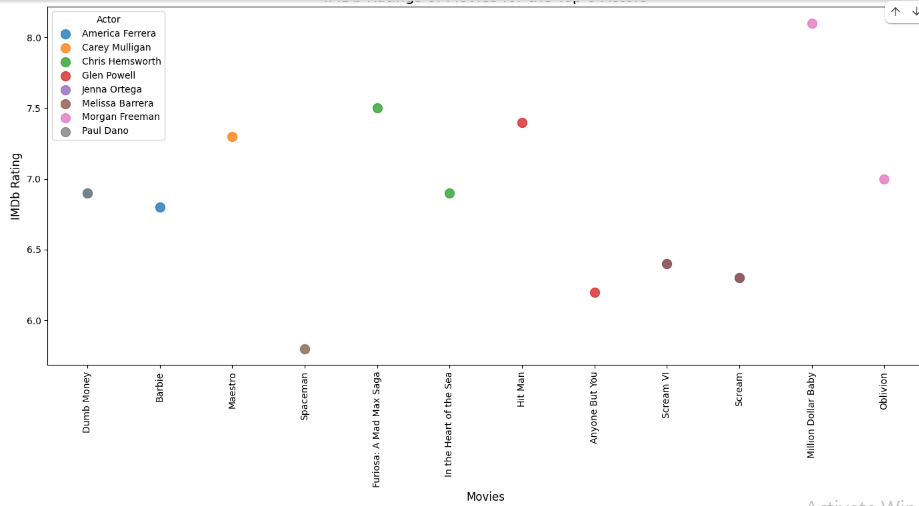 Actor
America Ferrera
Carey Mulligan
Chris Hemsworth
Glen Powell
Jenna Ortega
Melissa Barrera
Morgan Freeman
Paul Dano
IMDb Rating
8.0
7.5
7.0
6.5
6.0
Dumb Money
Barbie
Maestro
Spaceman
Furiosa: A Mad Max Saga
In the Heart of the Sea
Hit Man
Anyone But You
Scream VI
Scream
Million Dollar Baby
Oblivion
Movies